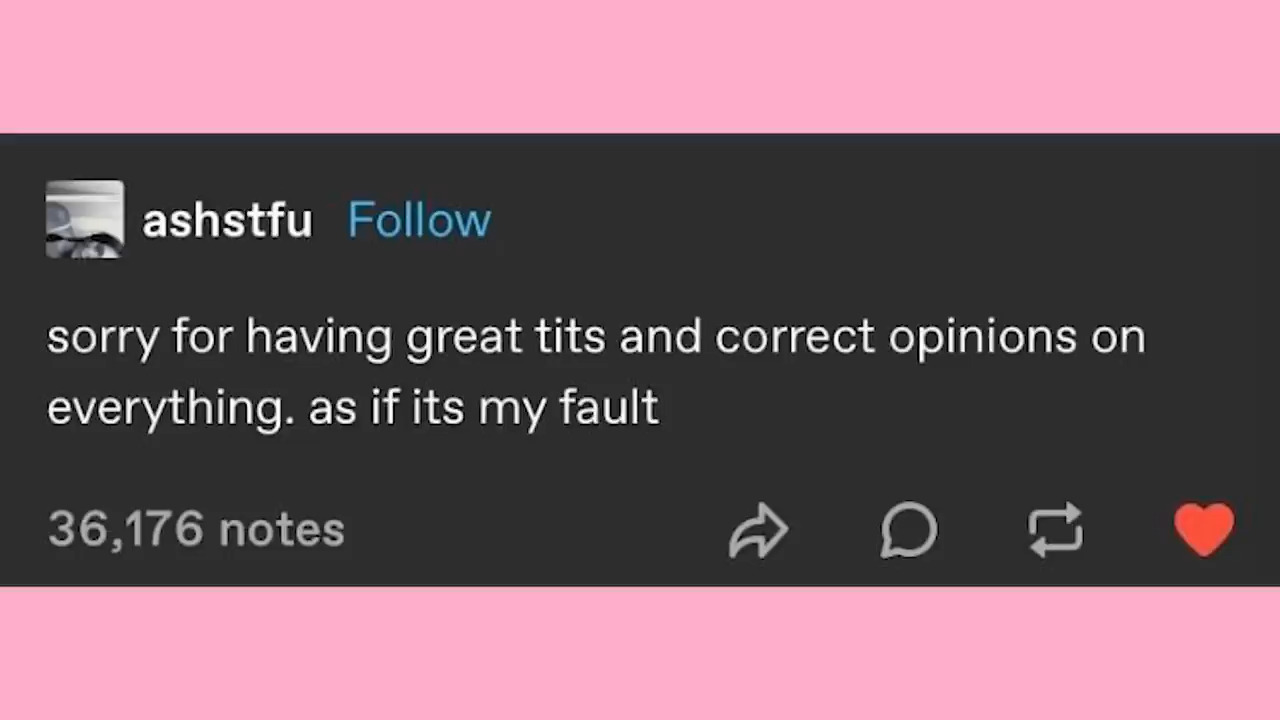 ashstfu Follow
sorry for having great tits and correct opinions on
everything. as if its my fault
36,176 notes